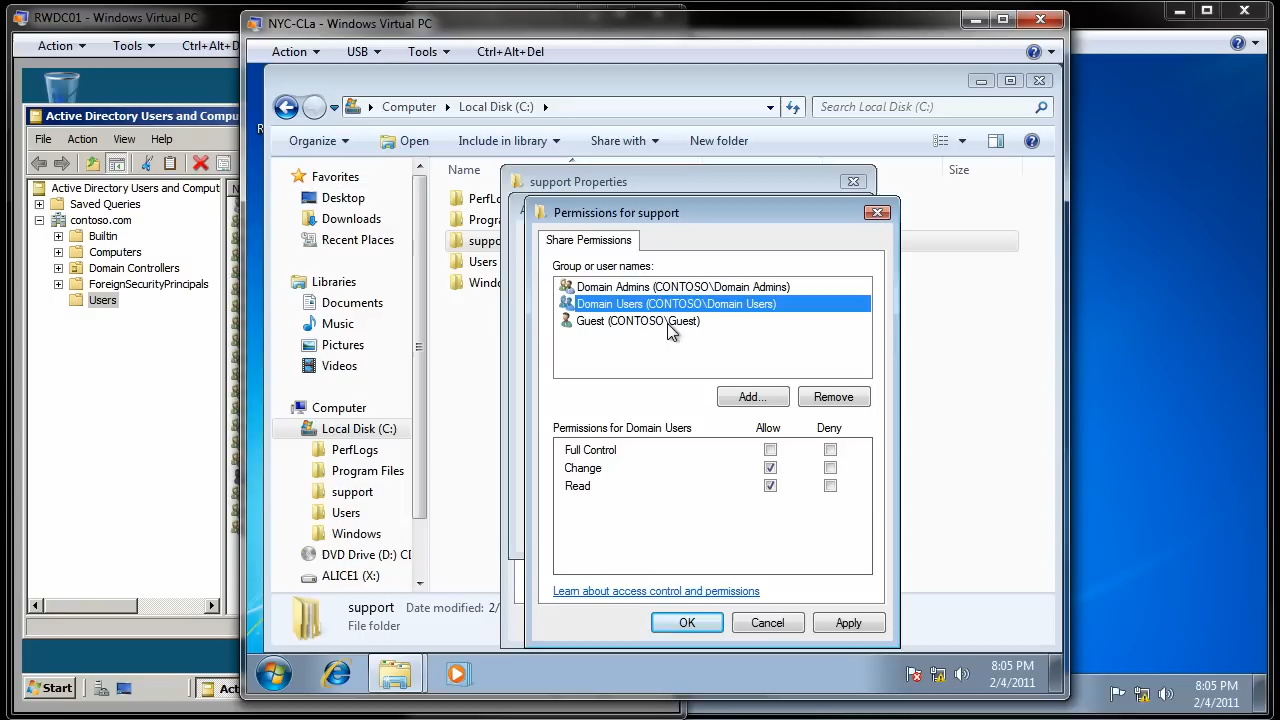 RWDC01 - Windows Virtual PC
Action
Tools
Ctrl+Alt+D
Active Directory Users and Compu
File
Action
View
Help
Active Directory Users and Comput
Saved Queries
contoso.com
Builtin
Computers
Domain Controllers
ForeignSecurityPrincipals
Users
Start
Act
NYC-CLa - Windows Virtual PC
Action
USB
Tools
Ctrl+Alt+Del
Computer
Local Disk (C:)
Search Local Disk (C:)
Organize
Open
Include in library
Share with
New folder
Favorites
Desktop
Downloads
Recent Places
Libraries
Documents
Music
Pictures
Videos
Computer
Local Disk (C:)
PerfLogs
Program Files
support
Users
Windows
DVD Drive (D:) CD
ALICE1 (X:)
Name
Size
PerfLo
Progra
suppo
Users
Windo
support
Date modified: 2/
File folder
support Properties
Permissions for support
Share Permissions
Group or user names:
Domain Admins (CONTOSO\Domain Admins)
Domain Users (CONTOSO\Domain Users)
Guest (CONTOSO\Guest)
Add...
Remove
Permissions for Domain Users
Allow
Deny
Full Control
Change
Read
Learn about access control and permissions
OK
Cancel
Apply
8:05 PM
2/4/2011
8:05 PM
2/4/2011